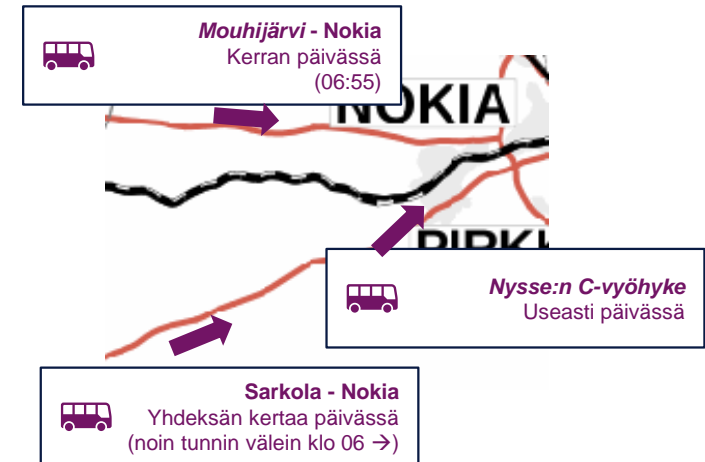 Mouhijärvi - Nokia
Kerran päivässä
(06:55)
NOKIA
Nysse:n C-vyöhyke
Useasti päivässä
Sarkola - Nokia
Yhdeksän kertaa päivässä
(noin tunnin välein klo 06 →)